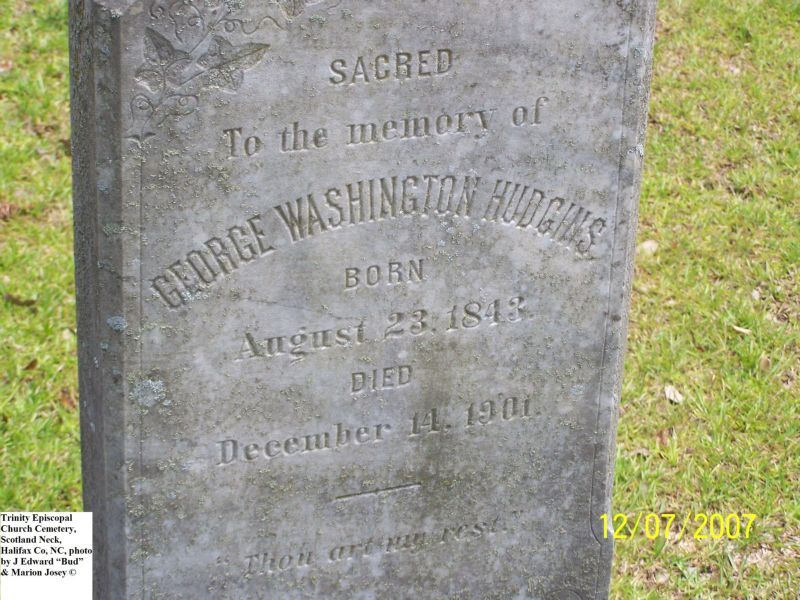 SACRED
To the memory of
GEORGE WASHINGTON HUDGINS.
BORN
August 23, 1843.
DIED
December 14, 1901.
"Thou art my rest."
12/07/2007
Trinity Episcopal
Church Cemetery,
Scotland Neck,
Halifax Co, NC, photo
by J Edward “Bud”
& Marion Josey ©